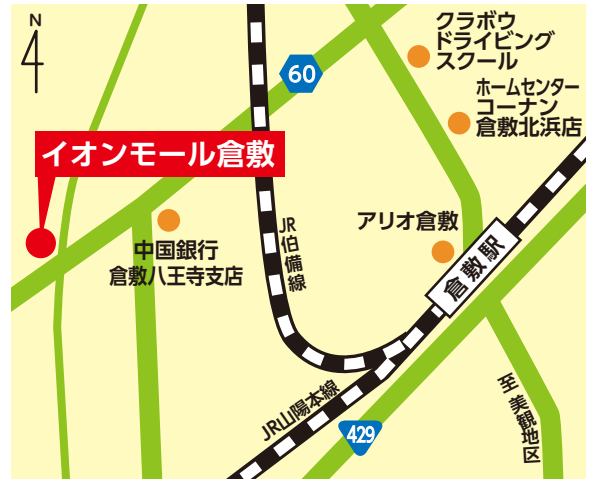 N
クラボウ
ドライビング
スクール
60
ホームセンター
コーナン
倉敷北浜店
イオンモール倉敷
アリオ倉敷
中国銀行
倉敷八王寺支店
JR伯備線
倉敷駅
JR山陽本線
429
至 美観地区